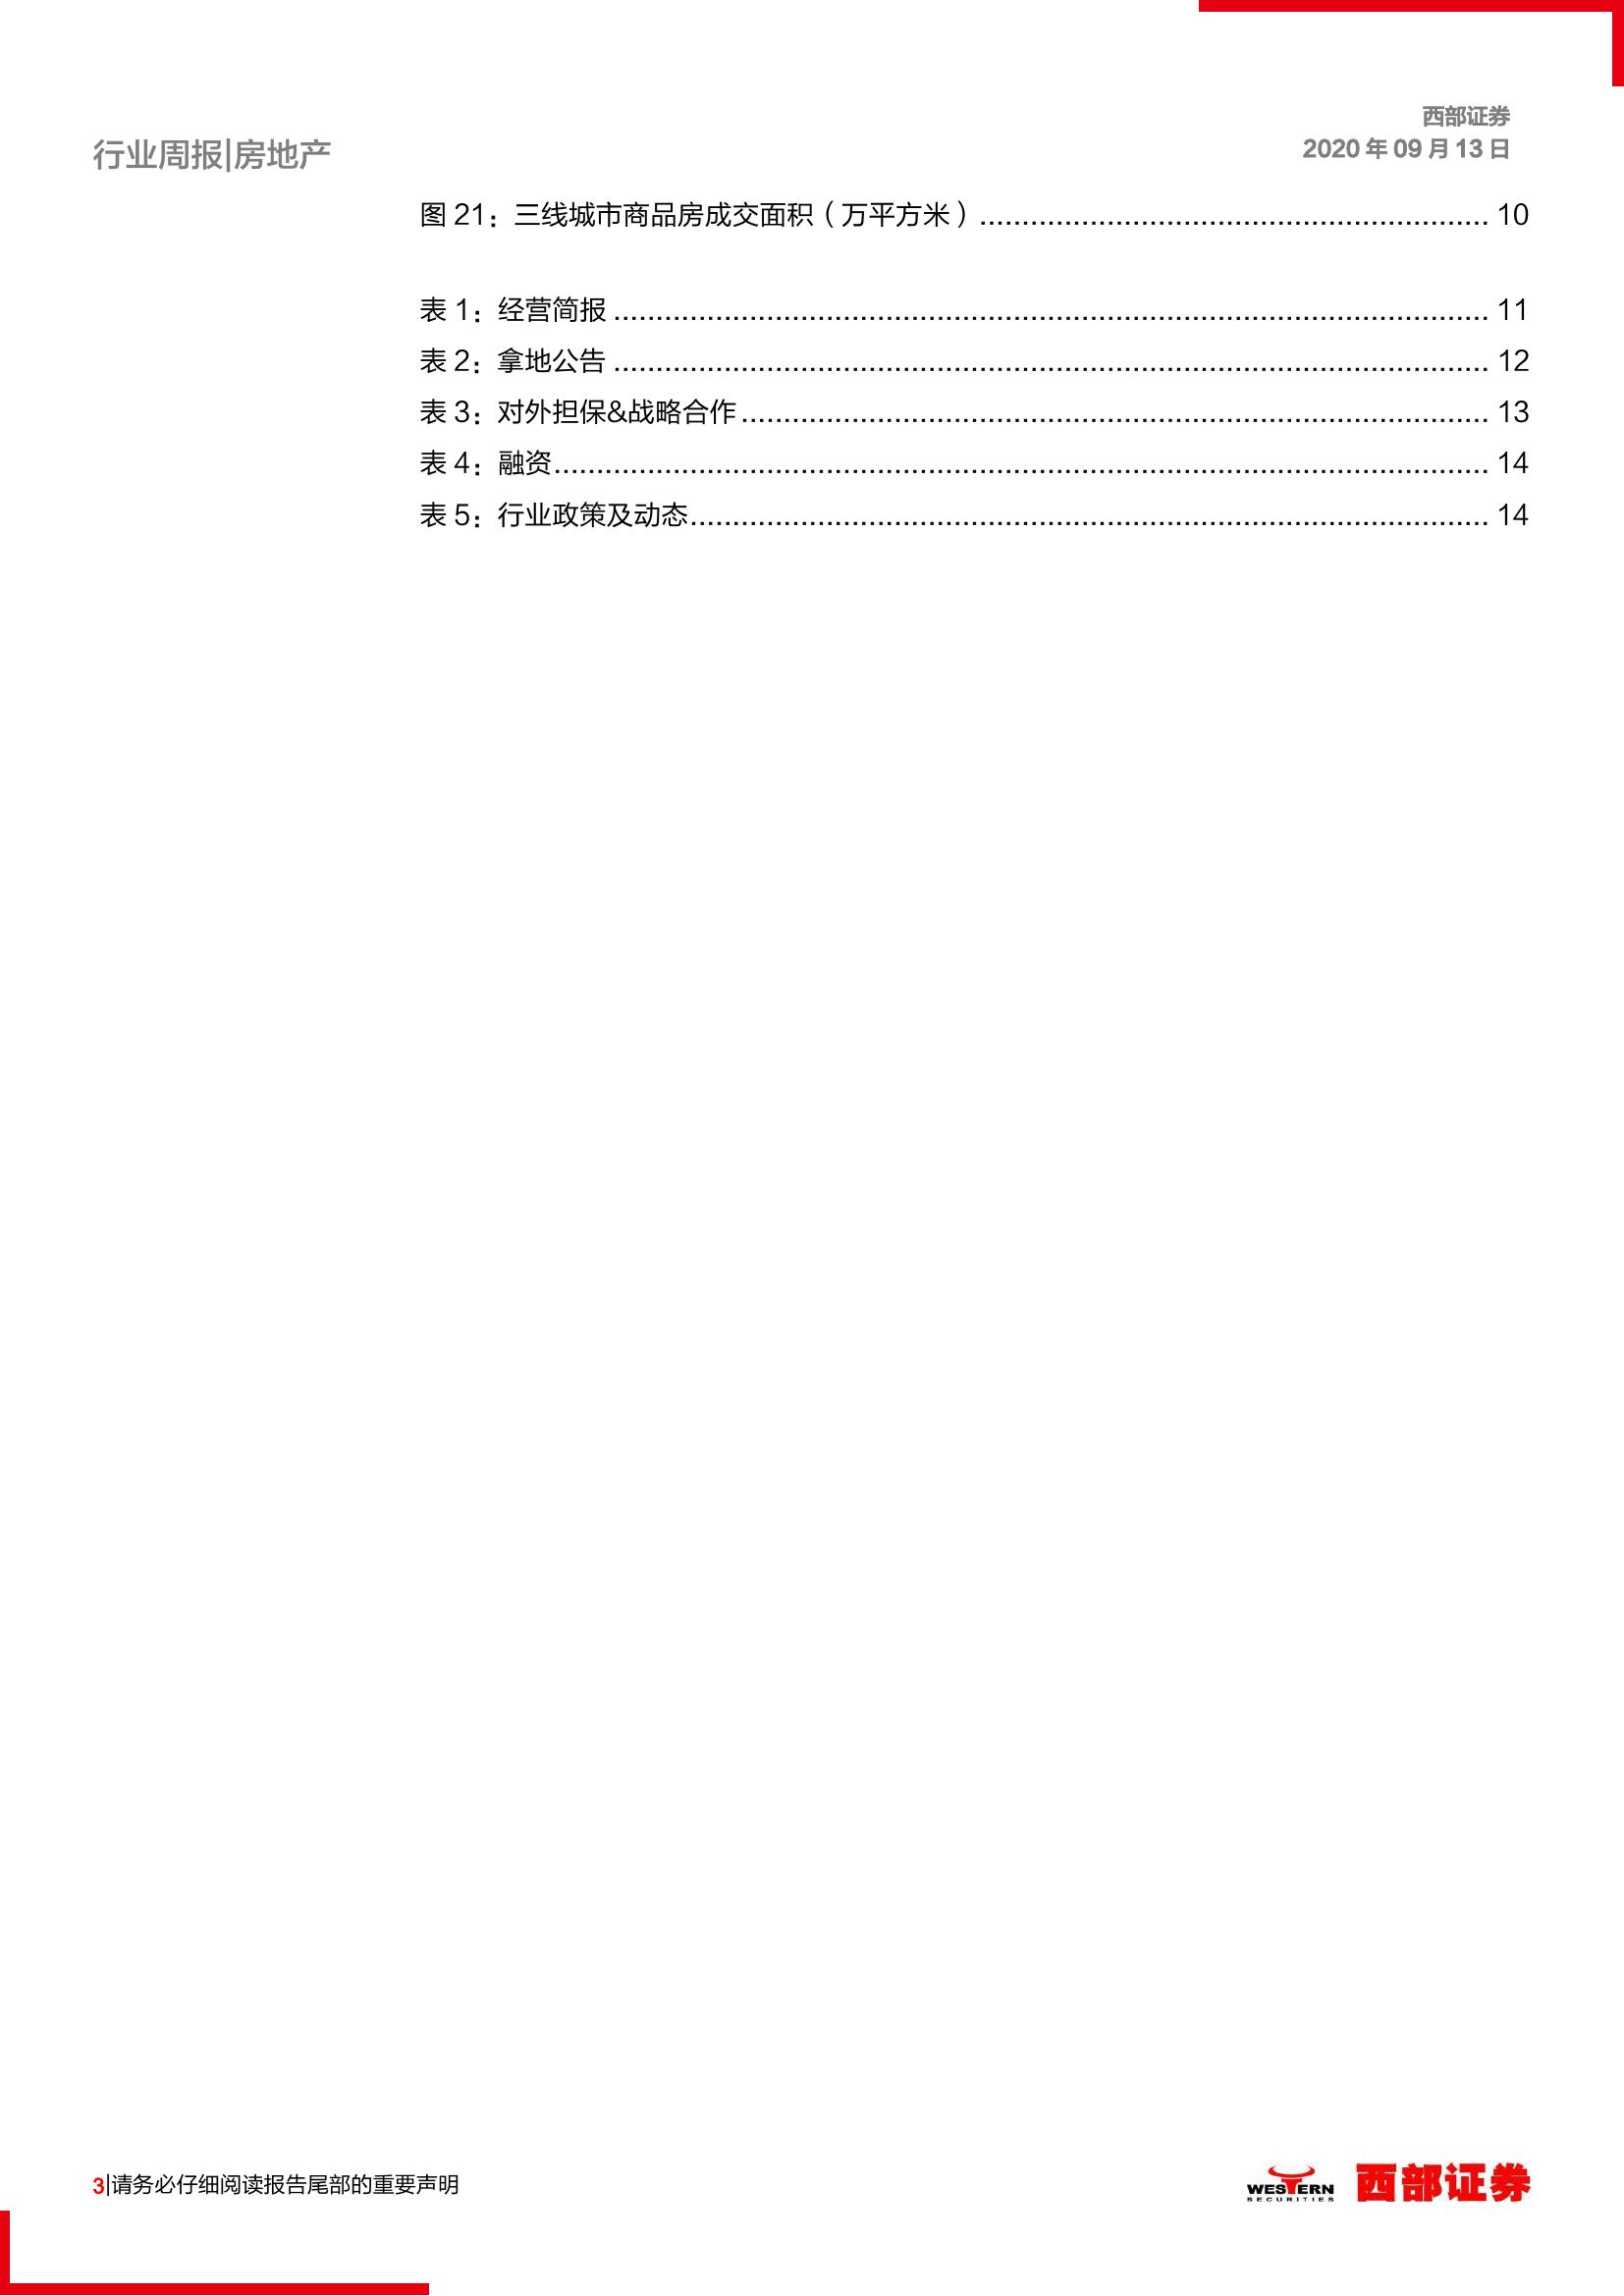 西部证券
行业周报|房地产
2020 年 09 月 13 日
图 21：三线城市商品房成交面积（万平方米）............................................................ 10
表 1：经营简报 ........................................................................................................ 11
表 2：拿地公告 ........................................................................................................ 12
表 3：对外担保&战略合作......................................................................................... 13
表 4：融资............................................................................................................... 14
表 5：行业政策及动态............................................................................................... 14
3|请务必仔细阅读报告尾部的重要声明
WESTERN
SECURITIES
西部证券